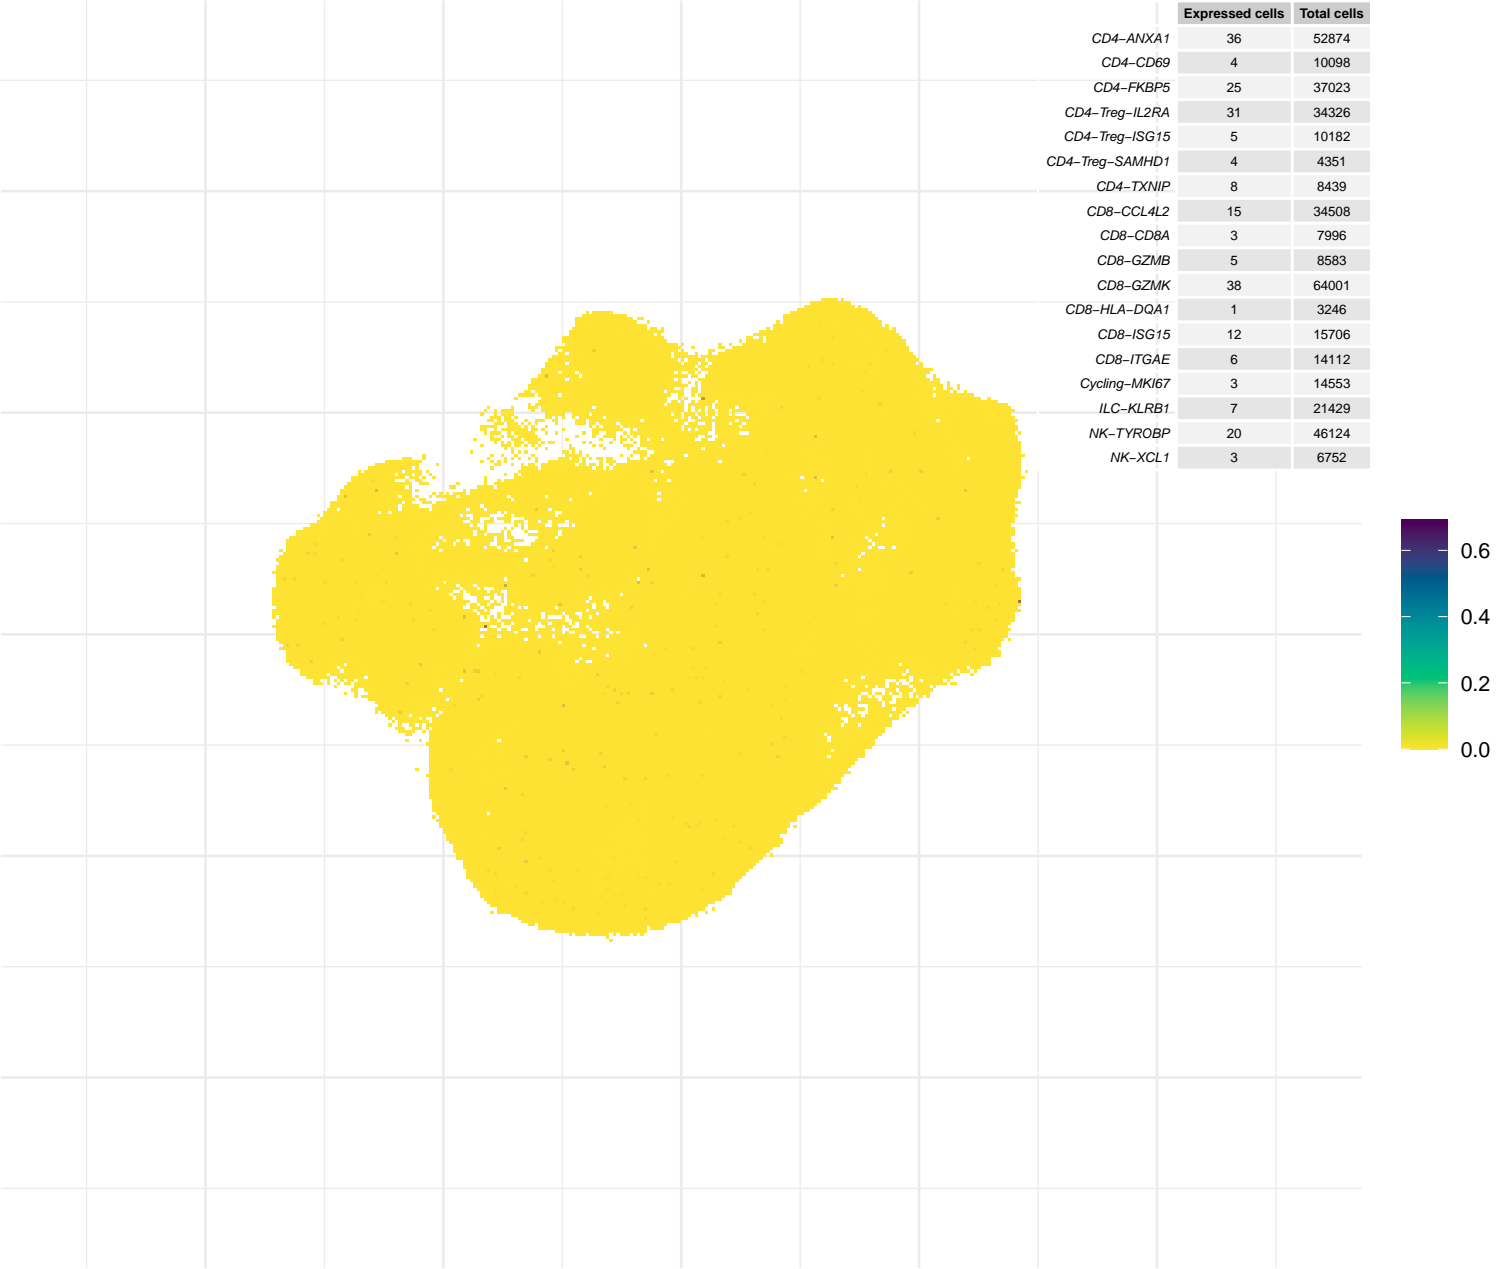 Expressed cells Total cells
CD4−ANXA1 36 52874
CD4−CD69 4 10098
CD4−FKBP5 25 37023
CD4−Treg−IL2RA 31 34326
CD4−Treg−ISG15 5 10182
CD4−Treg−SAMHD1 4 4351
CD4−TXNIP 8 8439
CD8−CCL4L2 15 34508
CD8−CD8A 3 7996
CD8−GZMB 5 8583
CD8−GZMK 38 64001
CD8−HLA−DQA1 1 3246
CD8−ISG15 12 15706
CD8−ITGAE 6 14112
Cycling−MKI67 3 14553
ILC−KLRB1 7 21429
NK−TYROBP 20 46124
NK−XCL1 3 6752
0.6
0.4
0.2
0.0